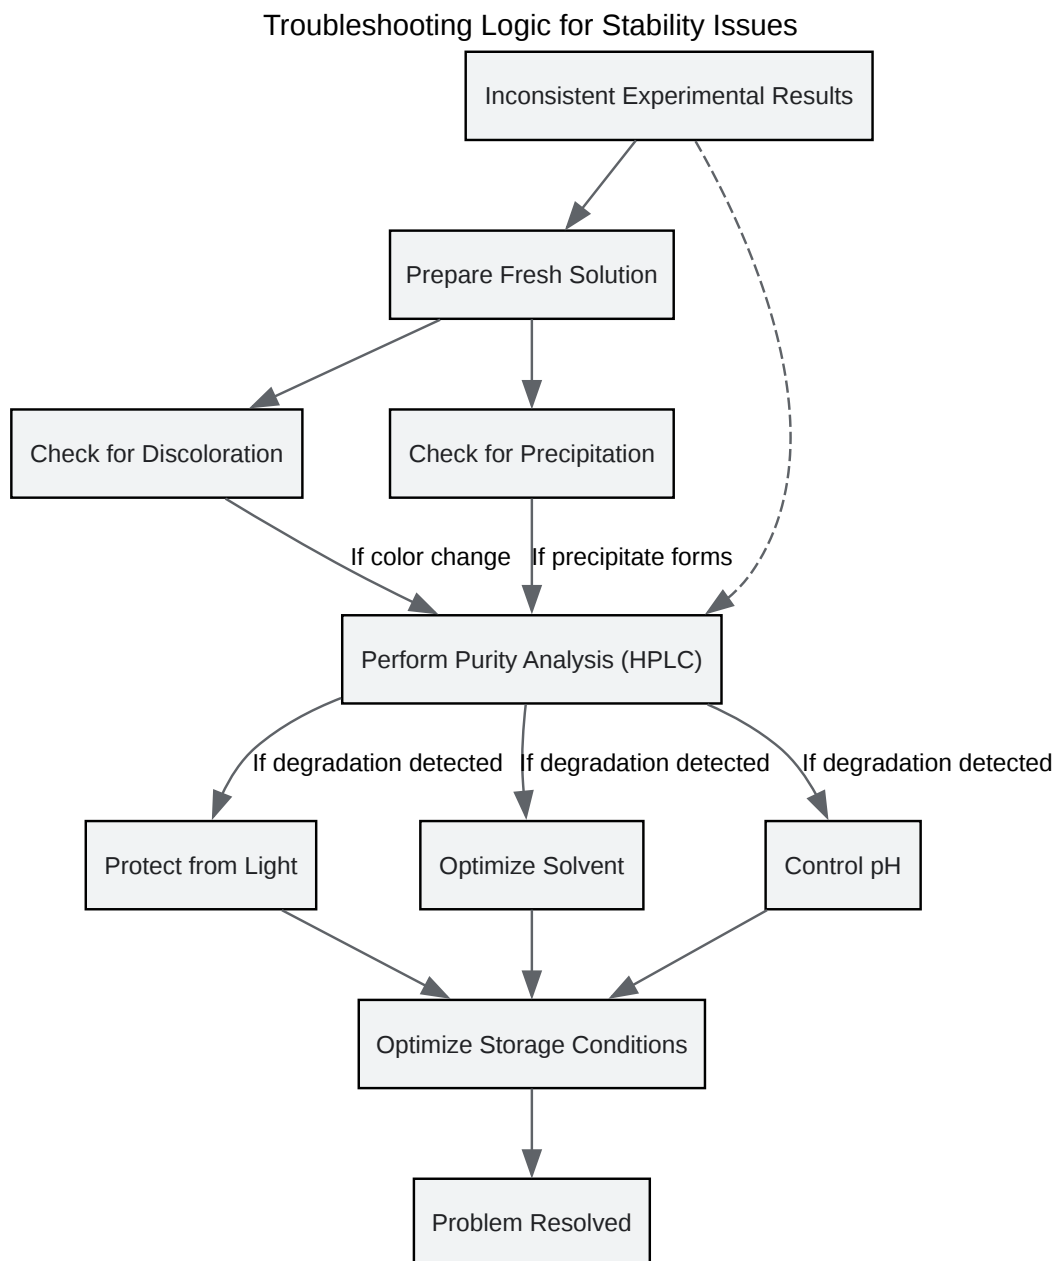 Troubleshooting Logic for Stability Issues
Inconsistent Experimental Results
Prepare Fresh Solution
Check for Discoloration
Check for Precipitation
If color change
If precipitate forms
Perform Purity Analysis (HPLC)
If degradation detected
If degradation detected
If degradation detected
Protect from Light
Optimize Solvent
Control pH
Optimize Storage Conditions
Problem Resolved